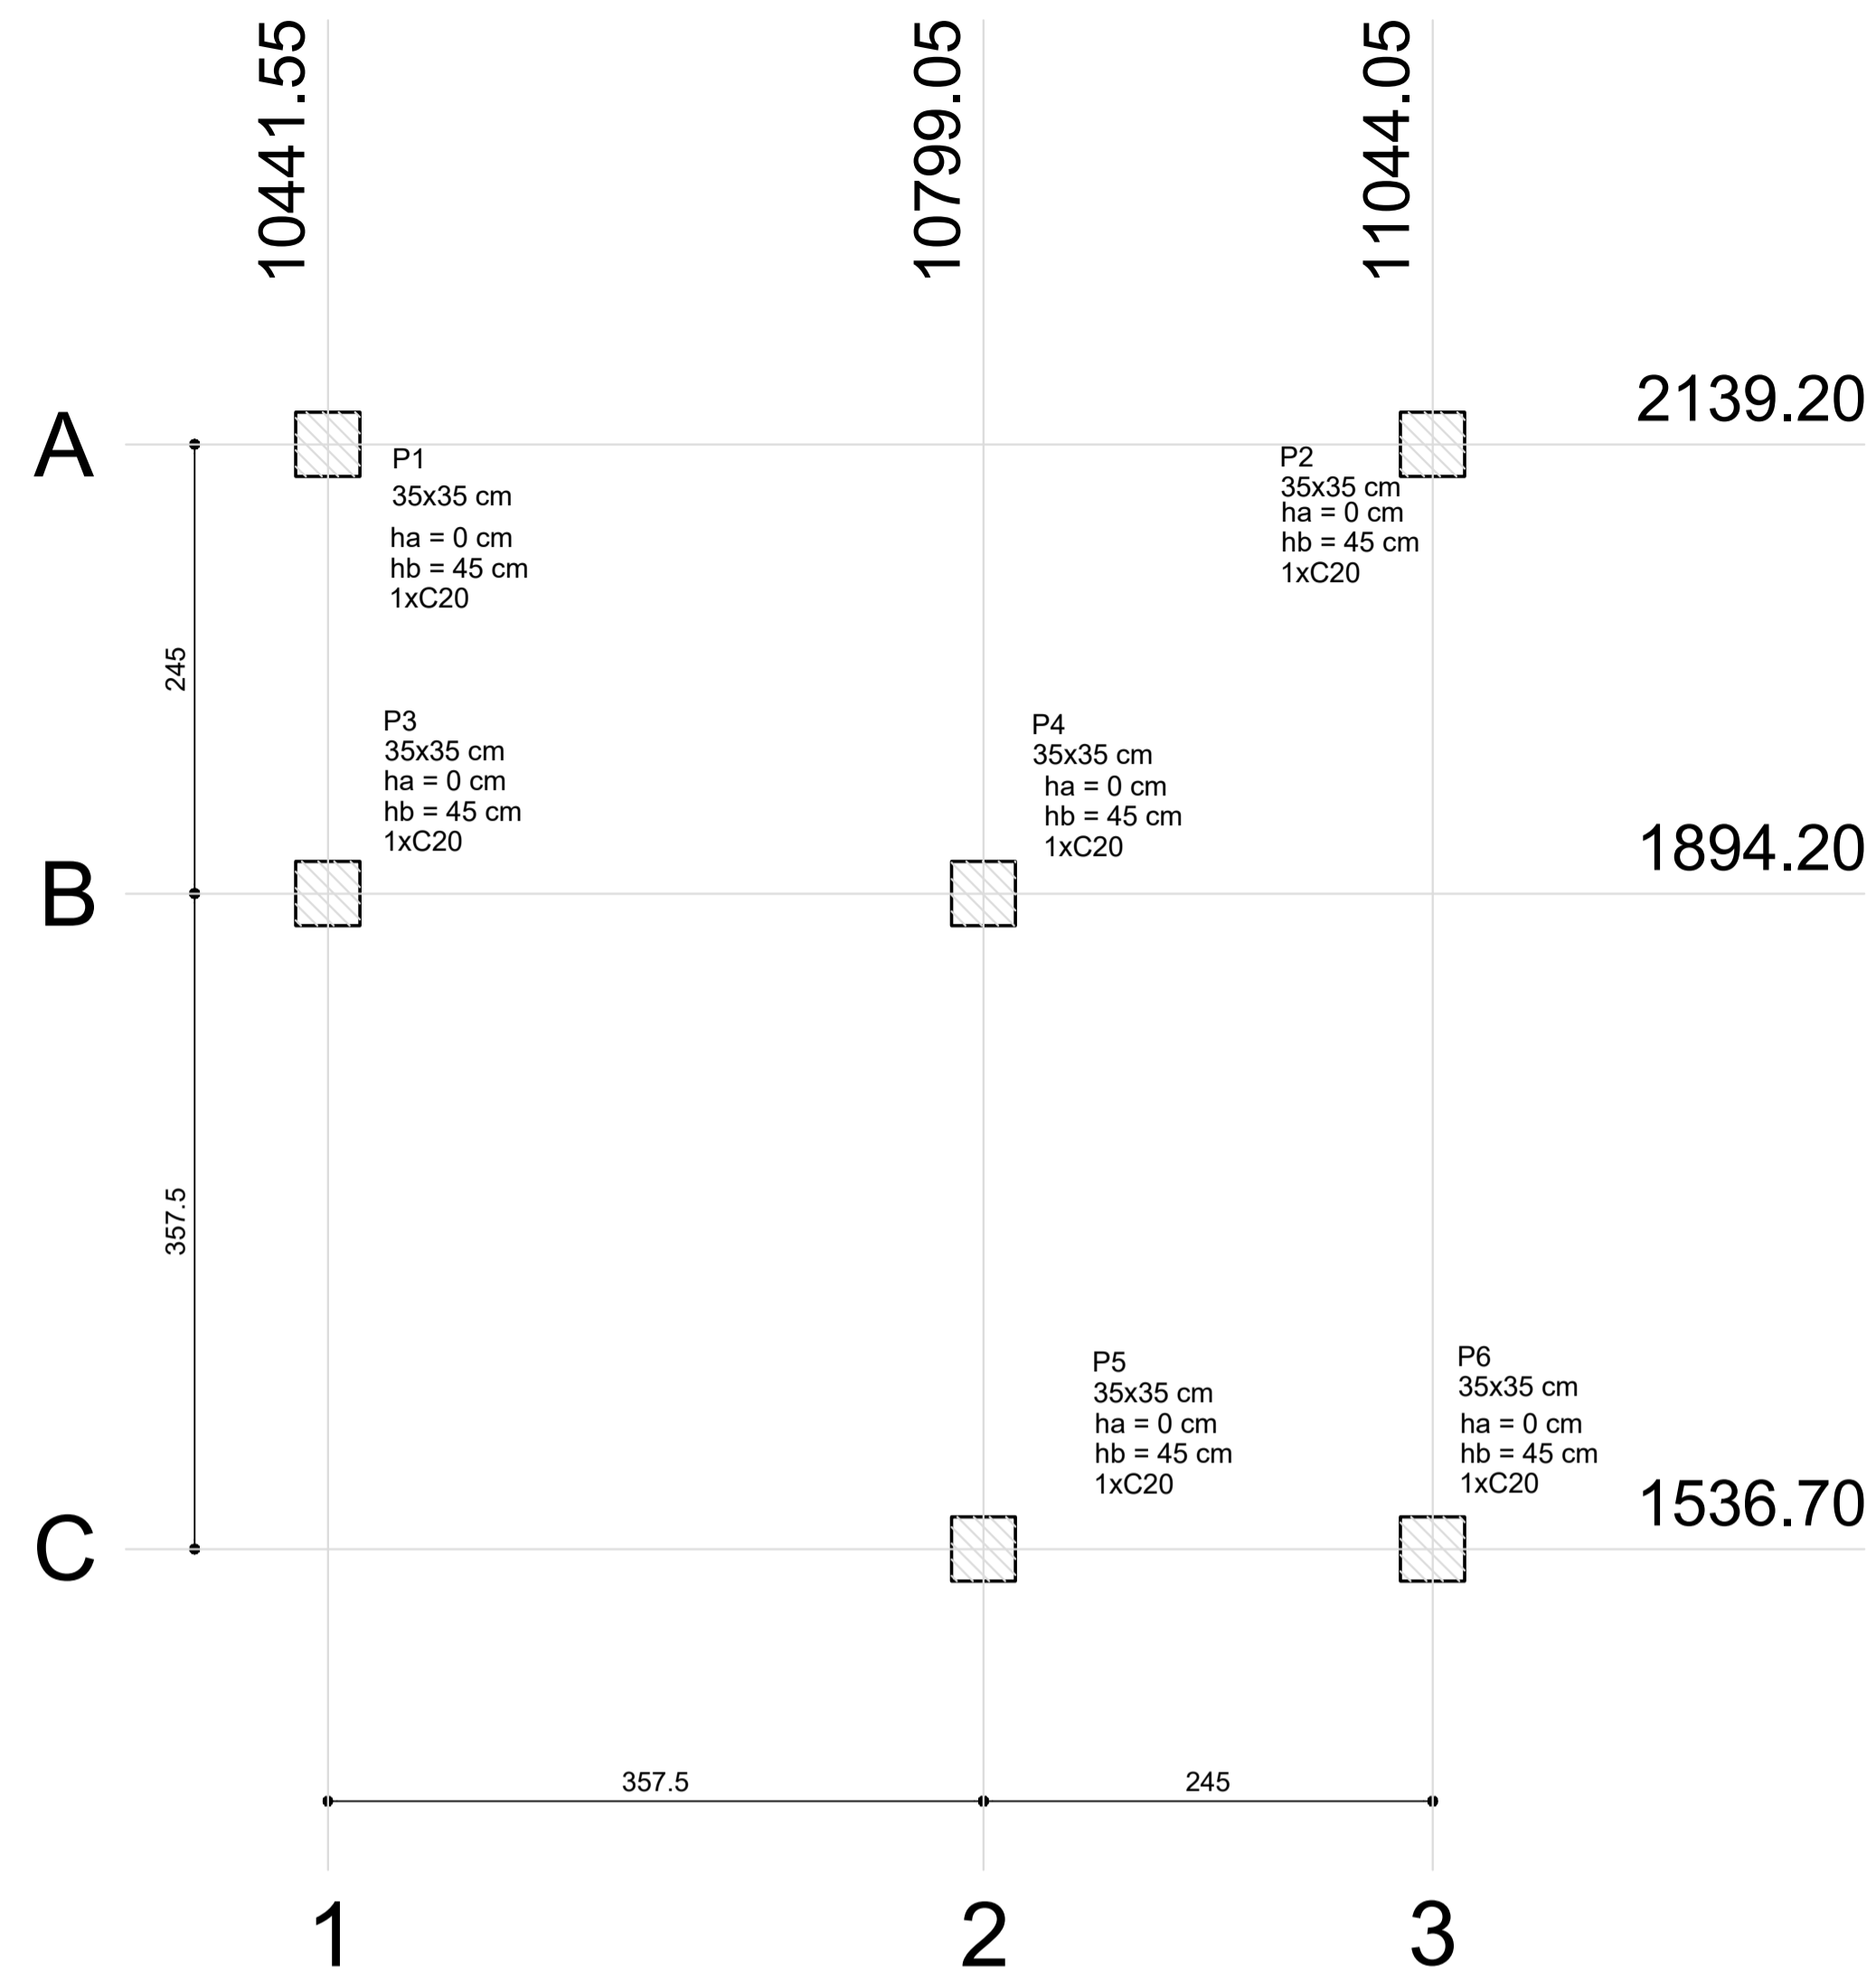 10441.55
10799.05
11044.05
A
2139.20
P1
35x35 cm
ha = 0 cm
hb = 45 cm
1xC20
P2
35x35 cm
ha = 0 cm
hb = 45 cm
1xC20
245
P3
35x35 cm
ha = 0 cm
hb = 45 cm
1xC20
P4
35x35 cm
ha = 0 cm
hb = 45 cm
1xC20
B
1894.20
357.5
P5
35x35 cm
ha = 0 cm
hb = 45 cm
1xC20
P6
35x35 cm
ha = 0 cm
hb = 45 cm
1xC20
C
1536.70
357.5
245
1
2
3